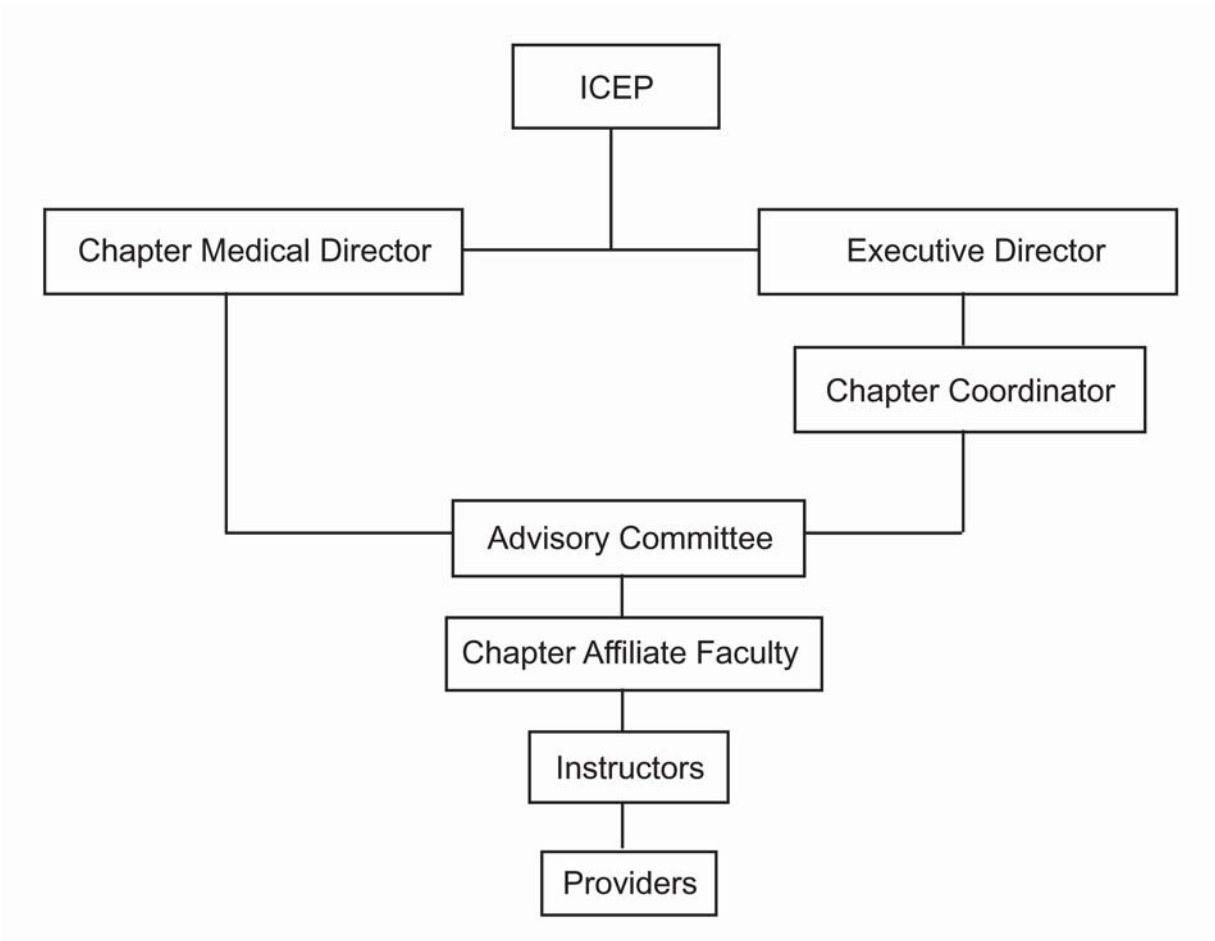 ICEP
Chapter Medical Director
Executive Director
Chapter Coordinator
Advisory Committee
Chapter Affiliate Faculty
Instructors
Providers